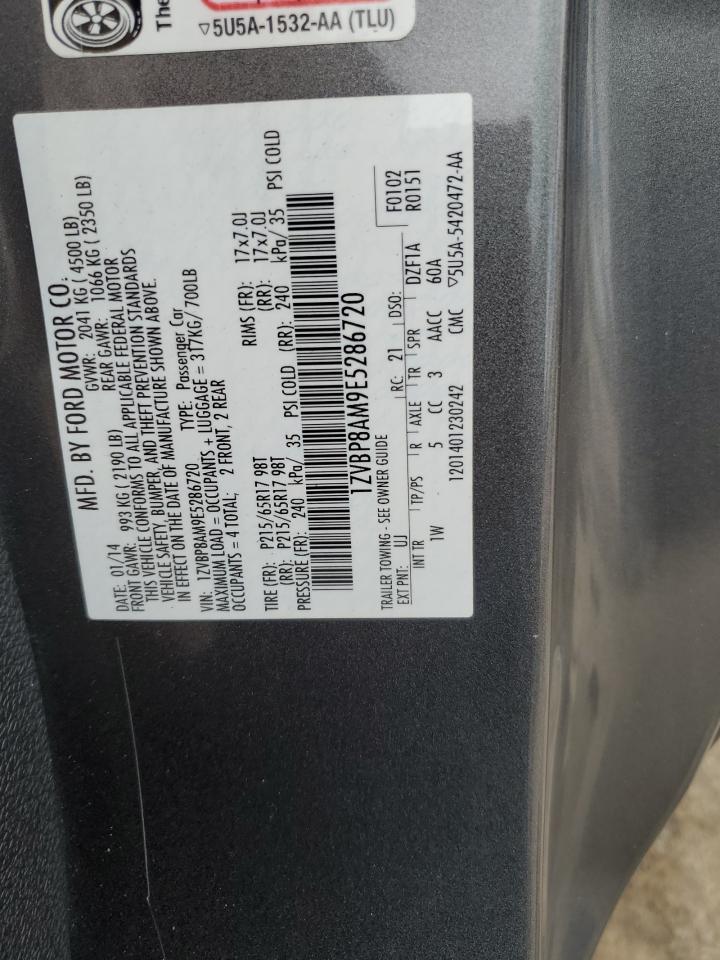 The
▽5U5A-1532-AA (TLU)
MFD. BY FORD MOTOR CO.
DATE: 01/14 GVWR: 2041 KG ( 4500 LB)
FRONT GAWR: 993 KG ( 2190 LB) REAR GAWR: 1066 KG ( 2350 LB)
THIS VEHICLE CONFORMS TO ALL APPLICABLE FEDERAL MOTOR
VEHICLE SAFETY, BUMPER, AND THEFT PREVENTION STANDARDS
IN EFFECT ON THE DATE OF MANUFACTURE SHOWN ABOVE.
VIN: 1ZVBP8AM9E5286720 TYPE: Passenger Car
MAXIMUM LOAD = OCCUPANTS + LUGGAGE = 317KG/ 700LB
OCCUPANTS = 4 TOTAL; 2 FRONT, 2 REAR
TIRE (FR): P215/65R17 98T RIMS (FR): 17x7.0J
(RR): P215/65R17 98T (RR): 17x7.0J
PRESSURE (FR): 240 kPa/ 35 PSI COLD (RR): 240 kPa/ 35 PSI COLD
1ZVBP8AM9E5286720
TRAILER TOWING - SEE OWNER GUIDE
EXT PNT: UJ RC: 21 DSO: F0102
INT TR TP/PS R AXLE TR SPR DZF1A R0151
1W 5 CC 3 AACC 60A
1201401230242 CMC ▽5U5A-5420472-AA